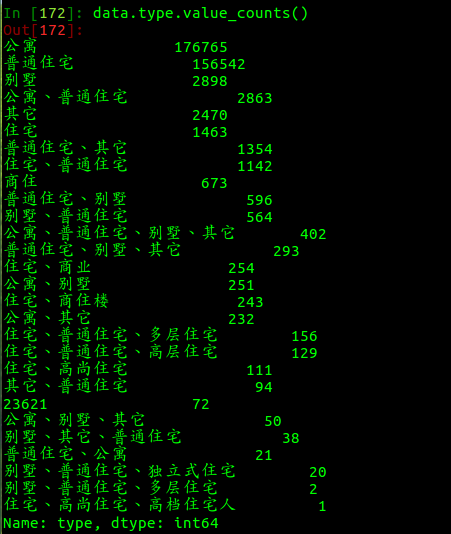 In [172]: data.type.value_counts()
Out[172]:
公寓 176765
普通住宅 156542
别墅 2898
公寓、普通住宅 2863
其它 2470
住宅 1463
普通住宅、其它 1354
住宅、普通住宅 1142
商住 673
普通住宅、别墅 596
别墅、普通住宅 564
公寓、普通住宅、别墅、其它 402
普通住宅、别墅、其它 293
住宅、商业 254
公寓、别墅 251
住宅、商住楼 243
公寓、其它 232
住宅、普通住宅、多层住宅 156
住宅、普通住宅、高层住宅 129
住宅、高尚住宅 111
其它、普通住宅 94
23621 72
公寓、别墅、其它 50
别墅、其它、普通住宅 38
普通住宅、公寓 21
别墅、普通住宅、独立式住宅 20
别墅、普通住宅、多层住宅 2
住宅、高尚住宅、高档住宅人 1
Name: type, dtype: int64